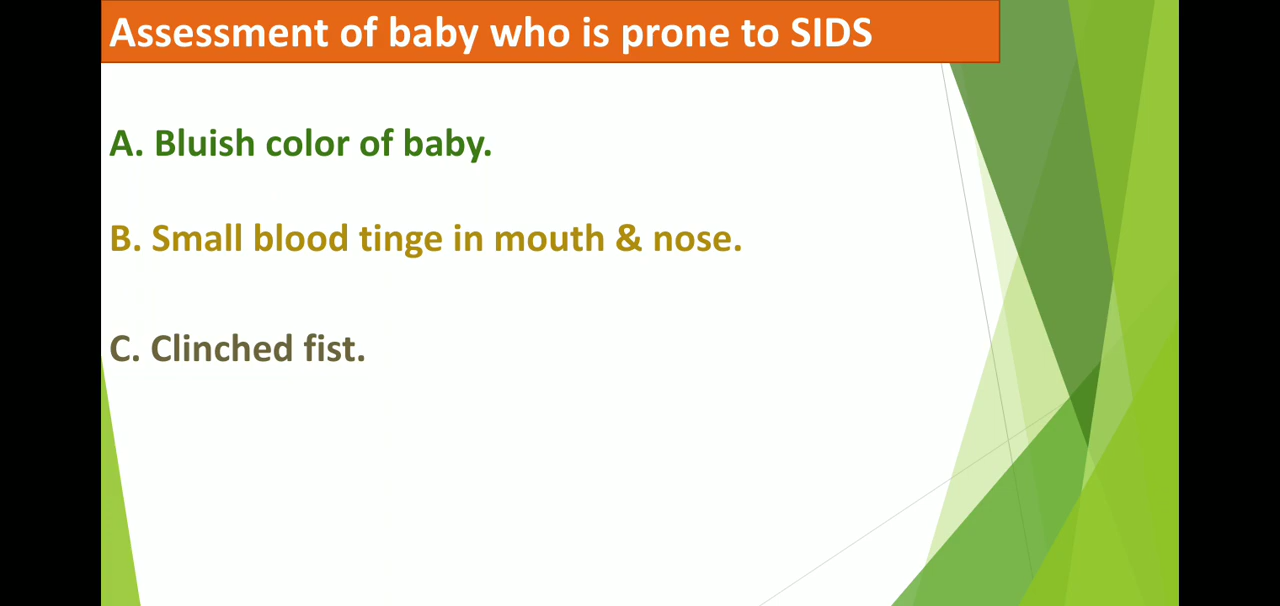 Assessment of baby who is prone to SIDS
A. Bluish color of baby.
B. Small blood tinge in mouth & nose.
C. Clinched fist.